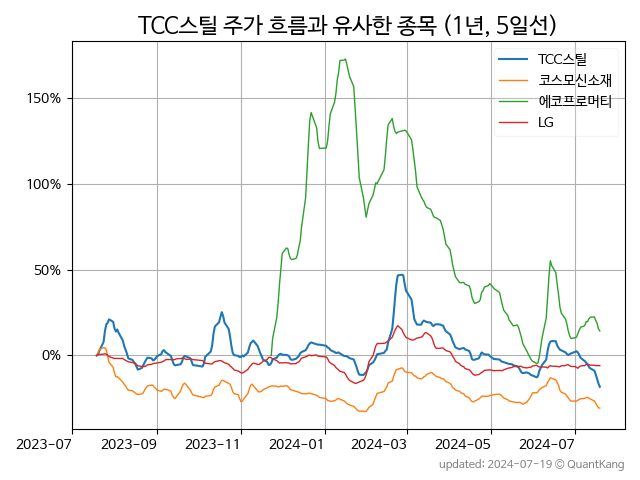 TCC스틸 주가 흐름과 유사한 종목 (1년, 5일선)
TCC스틸
코스모신소재
에코프로머티
LG
150%
100%
50%
0%
2023-07 2023-09 2023-11 2024-01 2024-03 2024-05 2024-07
updated: 2024-07-19 © QuantKang